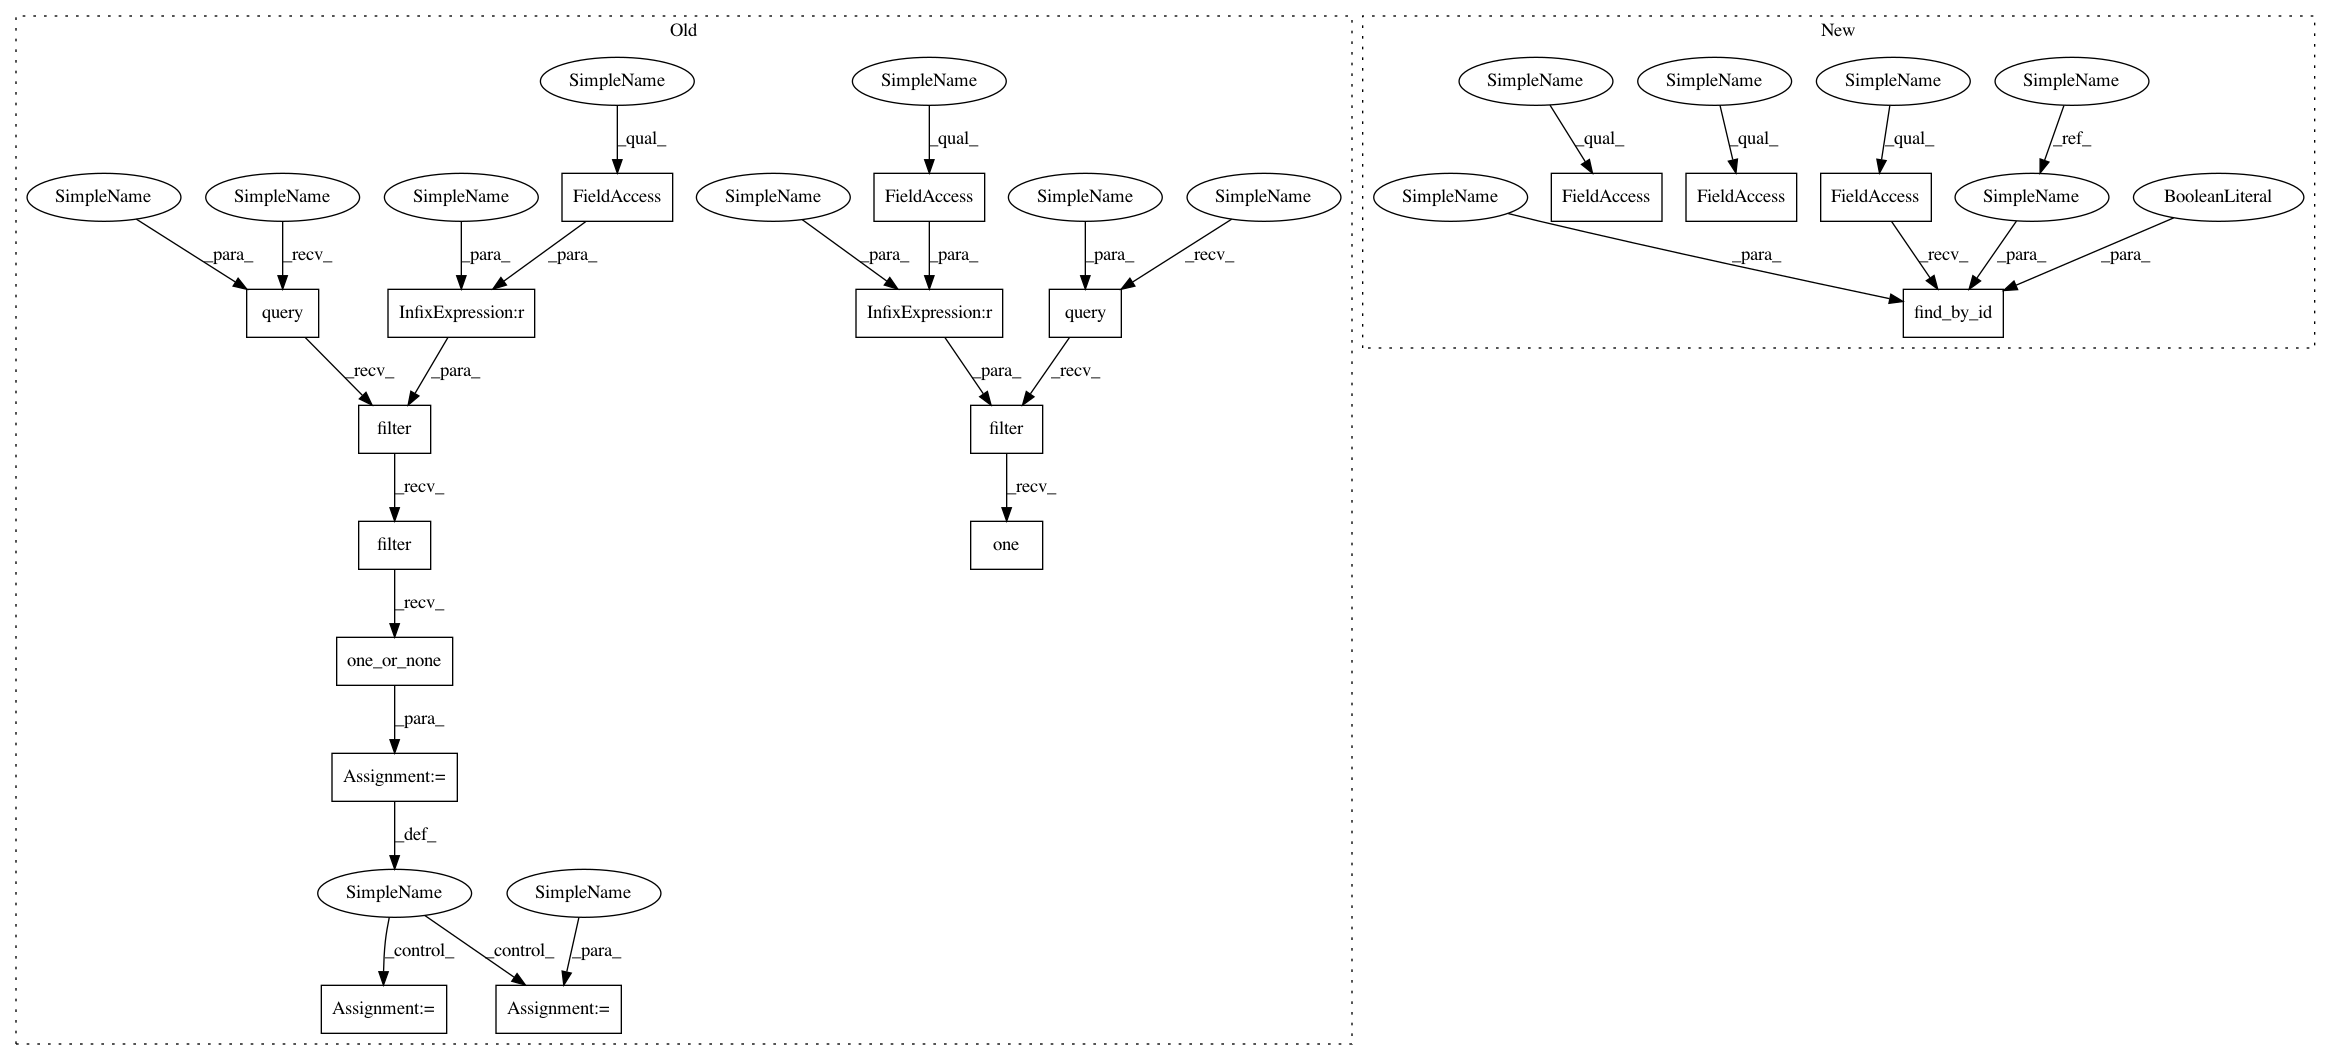 Old
SimpleName
SimpleName
_qual_
_qual_
SimpleName
SimpleName
SimpleName
FieldAccess
SimpleName
FieldAccess
SimpleName
SimpleName
_para_
_recv_
_para_
_para_
_para_
_para_
_para_
_recv_
query
InfixExpression:r
InfixExpression:r
query
_recv_
_para_
_para_
_recv_
filter
filter
_recv_
_recv_
filter
one
_recv_
one_or_none
_para_
Assignment:=
_def_
SimpleName
SimpleName
_control_
_control_
_para_
Assignment:=
Assignment:=
New
SimpleName
SimpleName
SimpleName
SimpleName
_qual_
_qual_
_qual_
_ref_
SimpleName
FieldAccess
FieldAccess
FieldAccess
SimpleName
BooleanLiteral
_para_
_recv_
_para_
_para_
find_by_id